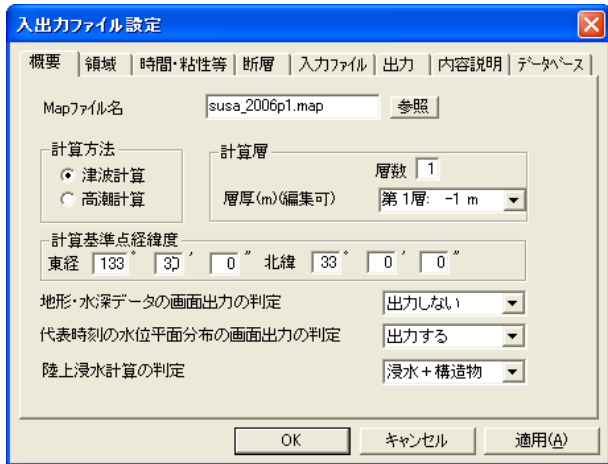 入出力ファイル設定
概要 領域 時間・粘性等 断層 入力ファイル 出力 内容説明 データベース
Mapファイル名 susa_2006p1.map 参照
計算方法
津波計算
高潮計算
計算層
層数 1
層厚(m)(編集可) 第1層: -1 m
計算基準点経緯度
東経 133 ° 30 ′ 0 ″ 北緯 33 ° 0 ′ 0 ″
地形・水深データの画面出力の判定 出力しない
代表時刻の水位平面分布の画面出力の判定 出力する
陸上浸水計算の判定 浸水+構造物
OK キャンセル 適用(A)